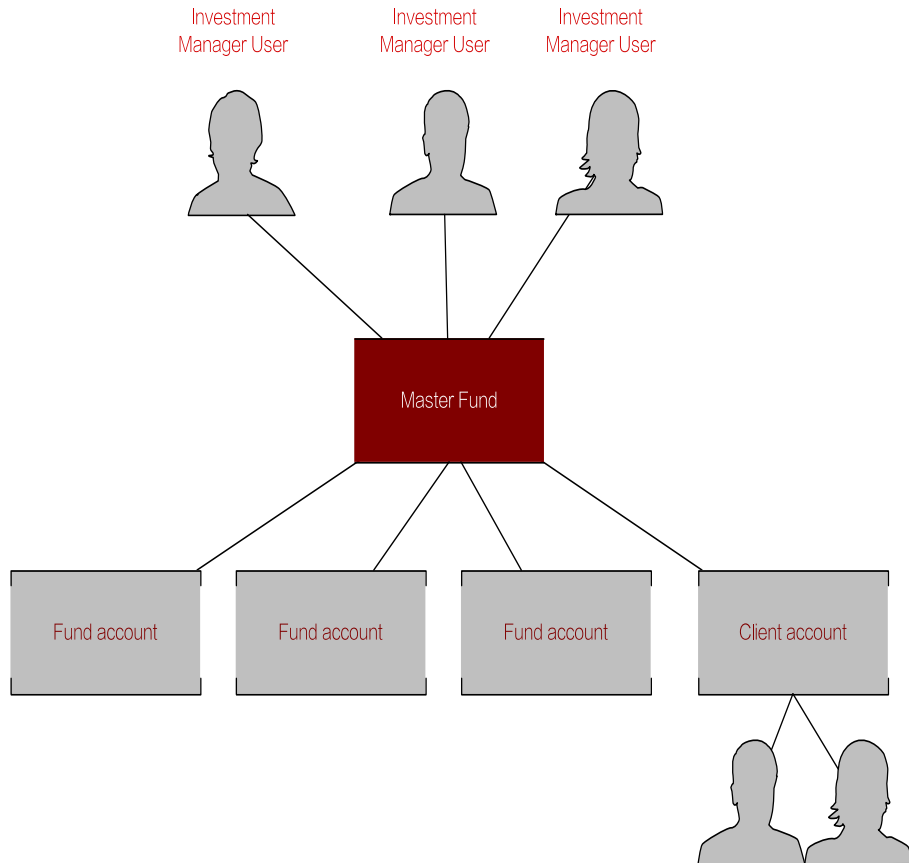 Investment
Manager User
Investment
Manager User
Investment
Manager User
Master Fund
Fund account
Fund account
Fund account
Client account